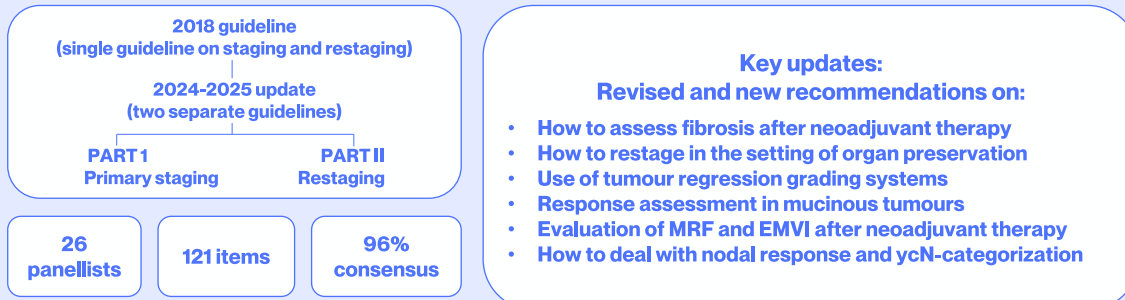 2018 guideline
(single guideline on staging and restaging)
2024-2025 update
(two separate guidelines)
PART 1
Primary staging
PART II
Restaging
26
panellists
121 items
96%
consensus
Key updates:
Revised and new recommendations on:
• How to assess fibrosis after neoadjuvant therapy
• How to restage in the setting of organ preservation
• Use of tumour regression grading systems
• Response assessment in mucinous tumours
• Evaluation of MRF and EMVI after neoadjuvant therapy
• How to deal with nodal response and ycN-categorization